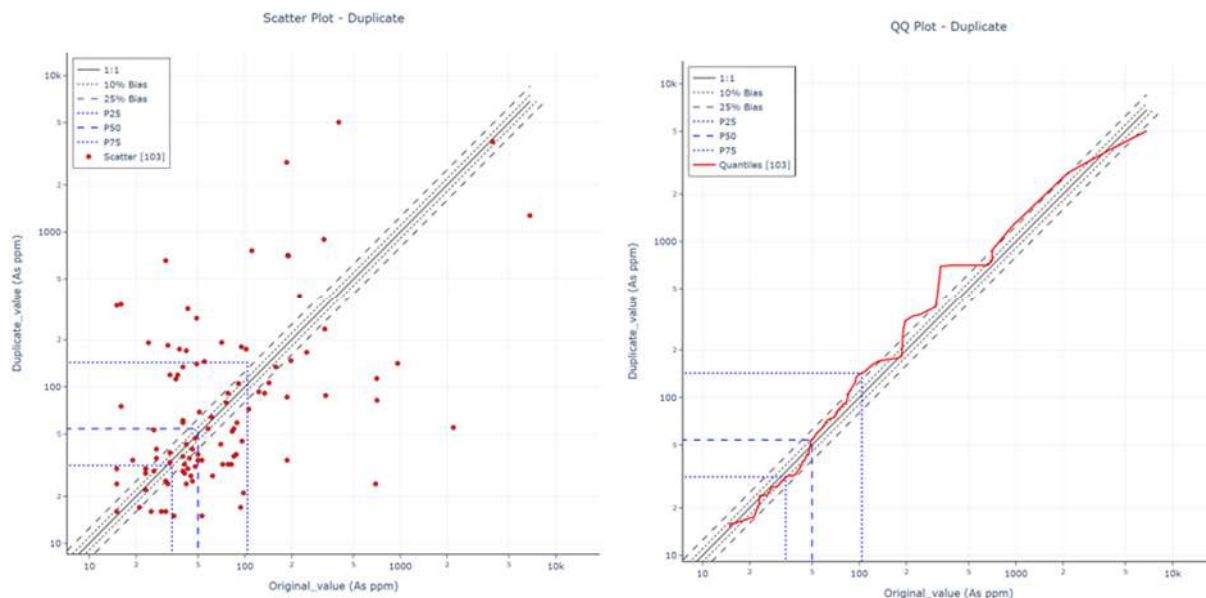 Scatter Plot - Duplicate
1:1
10% Bias
25% Bias
P25
P50
P75
Scatter [103]
Duplicate_value (As ppm)
10k
5
2
1000
5
2
100
5
2
10
10
2
5
100
2
5
1000
2
5
10k
Original_value (As ppm)
QQ Plot - Duplicate
1:1
10% Bias
25% Bias
P25
P50
P75
Quantiles [103]
Duplicate_value (As ppm)
10k
5
2
1000
5
2
100
5
2
10
10
2
5
100
2
5
1000
2
5
10k
Original_value (As ppm)